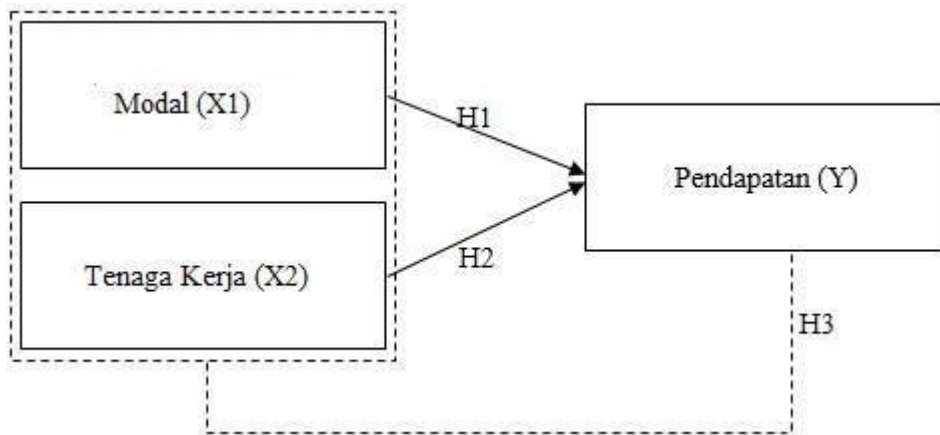 Modal (X1)
H1
Pendapatan (Y)
Tenaga Kerja (X2)
H2
H3